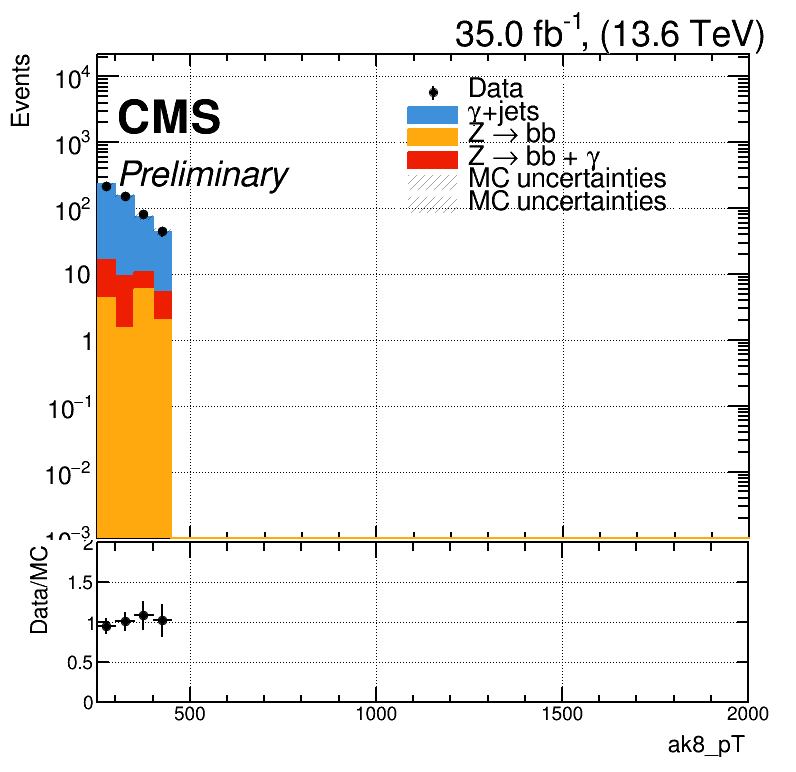 35.0 fb⁻¹, (13.6 TeV)
Events
CMS
Preliminary
Data
γ+jets
Z → bb
Z → bb + γ
MC uncertainties
MC uncertainties
10⁴
10³
10²
10
1
10⁻¹
10⁻²
10⁻³
Data/MC
2
1.5
1
0.5
0
500
1000
1500
2000
ak8_pT